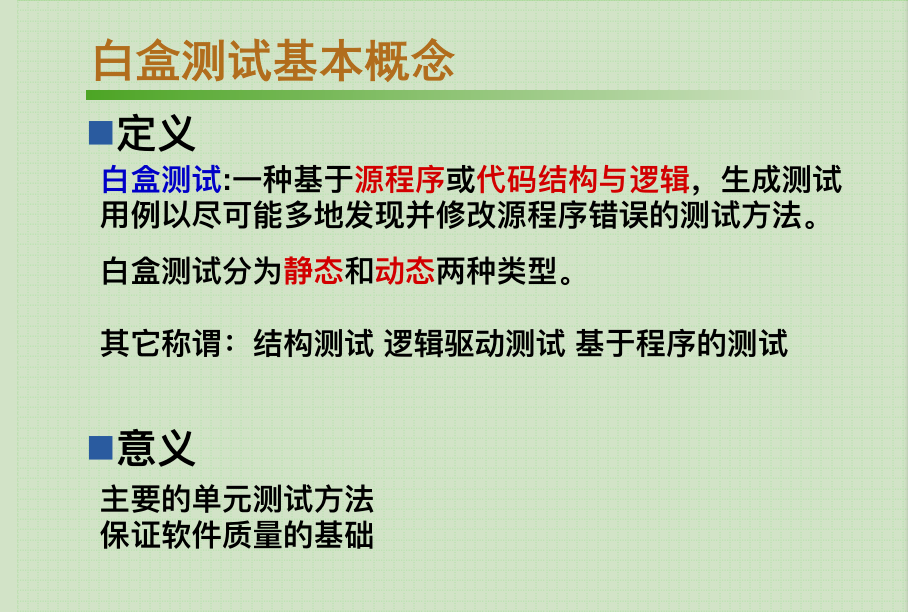 白盒测试基本概念
定义
白盒测试:一种基于源程序或代码结构与逻辑，生成测试
用例以尽可能多地发现并修改源程序错误的测试方法。
白盒测试分为静态和动态两种类型。
其它称谓：结构测试 逻辑驱动测试 基于程序的测试
意义
主要的单元测试方法
保证软件质量的基础